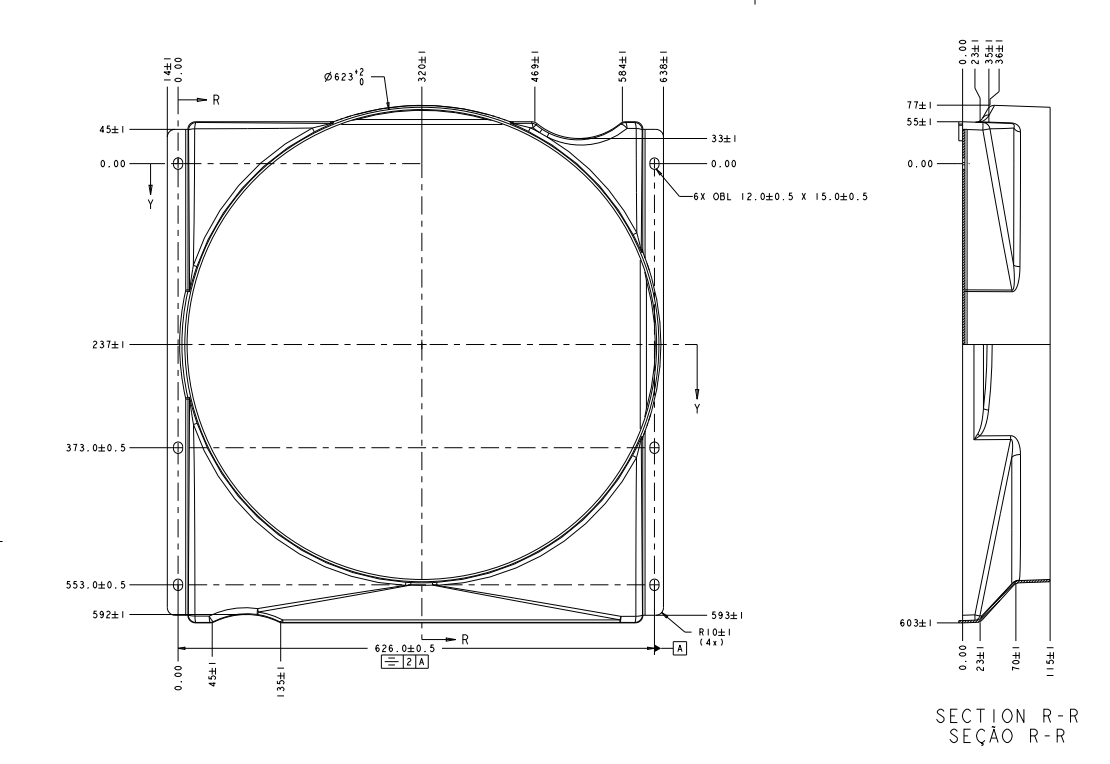 14±1
0.00
320±1
469±1
584±1
638±1
0.00
23±1
35±1
36±1
Ø623 +2 0
R
77±1
45±1
55±1
33±1
0.00
0.00
0.00
Y
6X OBL 12.0±0.5 X 15.0±0.5
237±1
Y
373.0±0.5
553.0±0.5
592±1
593±1
603±1
R10±1
(4x)
R
626.0±0.5
A
2 A
0.00
45±1
135±1
0.00
23±1
70±1
115±1
SECTION R-R
SEÇÃO R-R